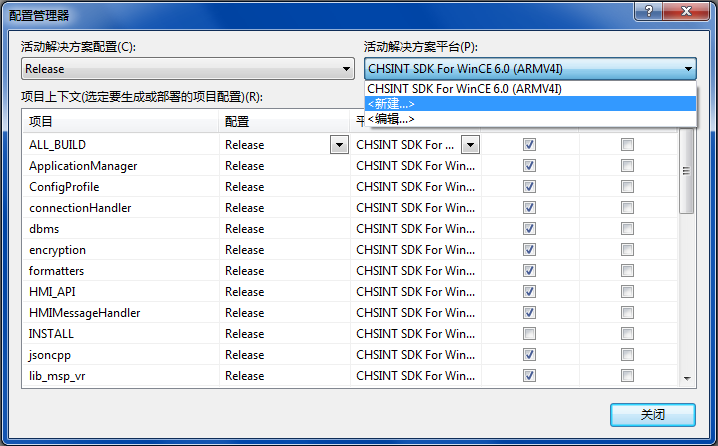 配置管理器
活动解决方案配置(C):
活动解决方案平台(P):
Release
CHSINT SDK For WinCE 6.0 (ARMV4I)
CHSINT SDK For WinCE 6.0 (ARMV4I)
<新建...>
<编辑...>
项目上下文(选定要生成或部署的项目配置)(R):
项目 配置
ALL_BUILD Release CHSINT SDK For ...
ApplicationManager Release CHSINT SDK For Win...
ConfigProfile Release CHSINT SDK For Win...
connectionHandler Release CHSINT SDK For Win...
dbms Release CHSINT SDK For Win...
encryption Release CHSINT SDK For Win...
formatters Release CHSINT SDK For Win...
HMI_API Release CHSINT SDK For Win...
HMIMessageHandler Release CHSINT SDK For Win...
INSTALL Release CHSINT SDK For Win...
jsoncpp Release CHSINT SDK For Win...
lib_msp_vr Release CHSINT SDK For Win...
关闭